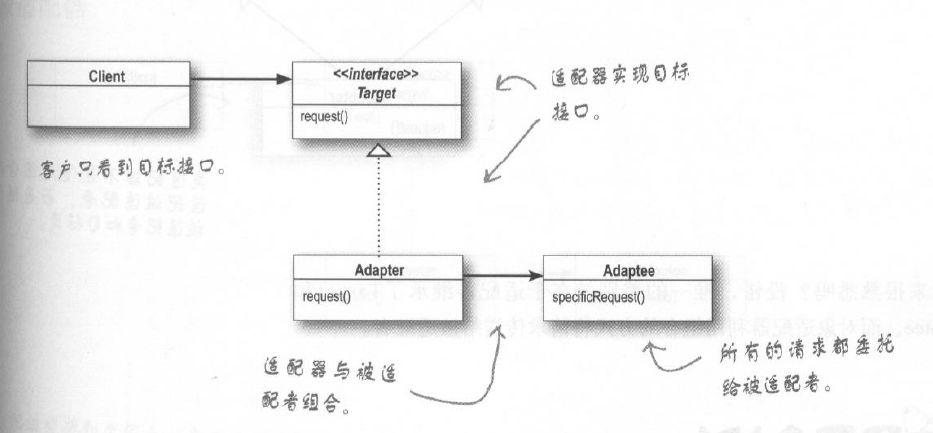 Client
<<interface>>
Target
request()
适配器实现目标
接口。
客户只看到目标接口。
Adapter
request()
Adaptee
specificRequest()
适配器与被适
配者组合。
所有的请求都委托
给被适配者。